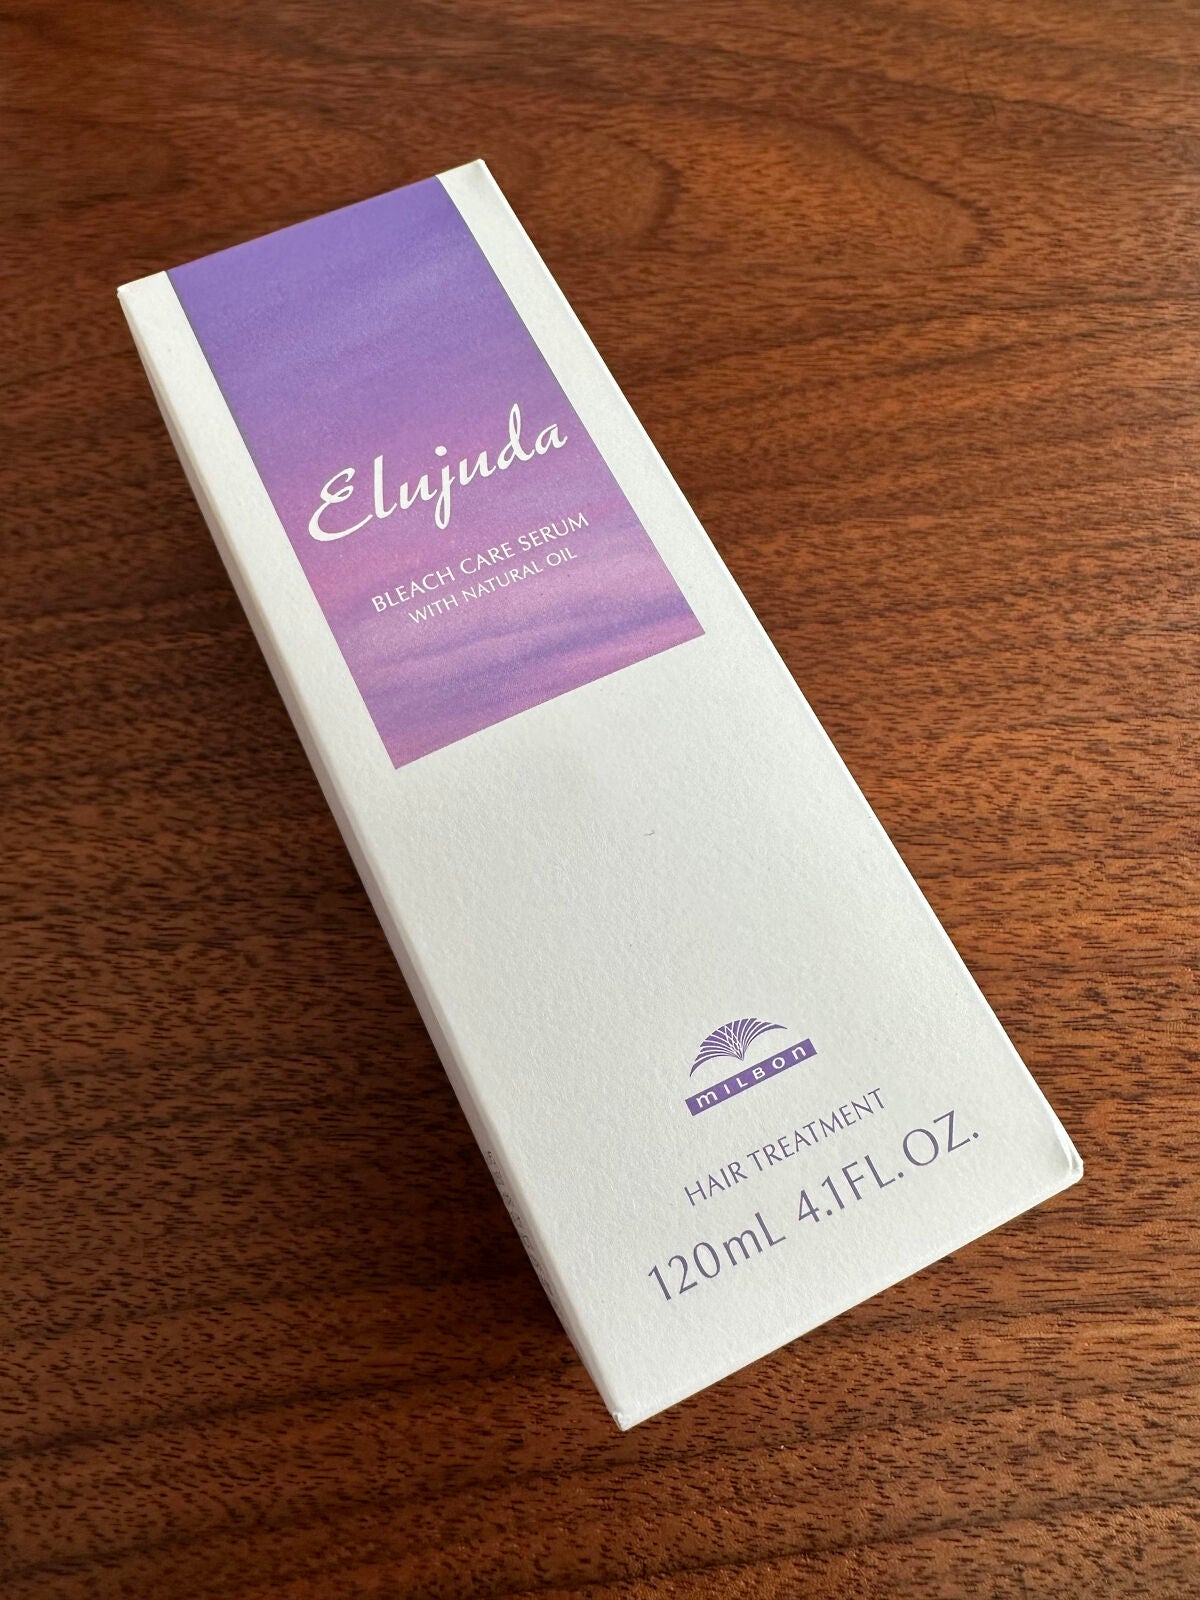 Elujuda
BLEACH CARE SERUM
WITH NATURAL OIL
mILBOn
HAIR TREATMENT
120mL 4.1FL.OZ.